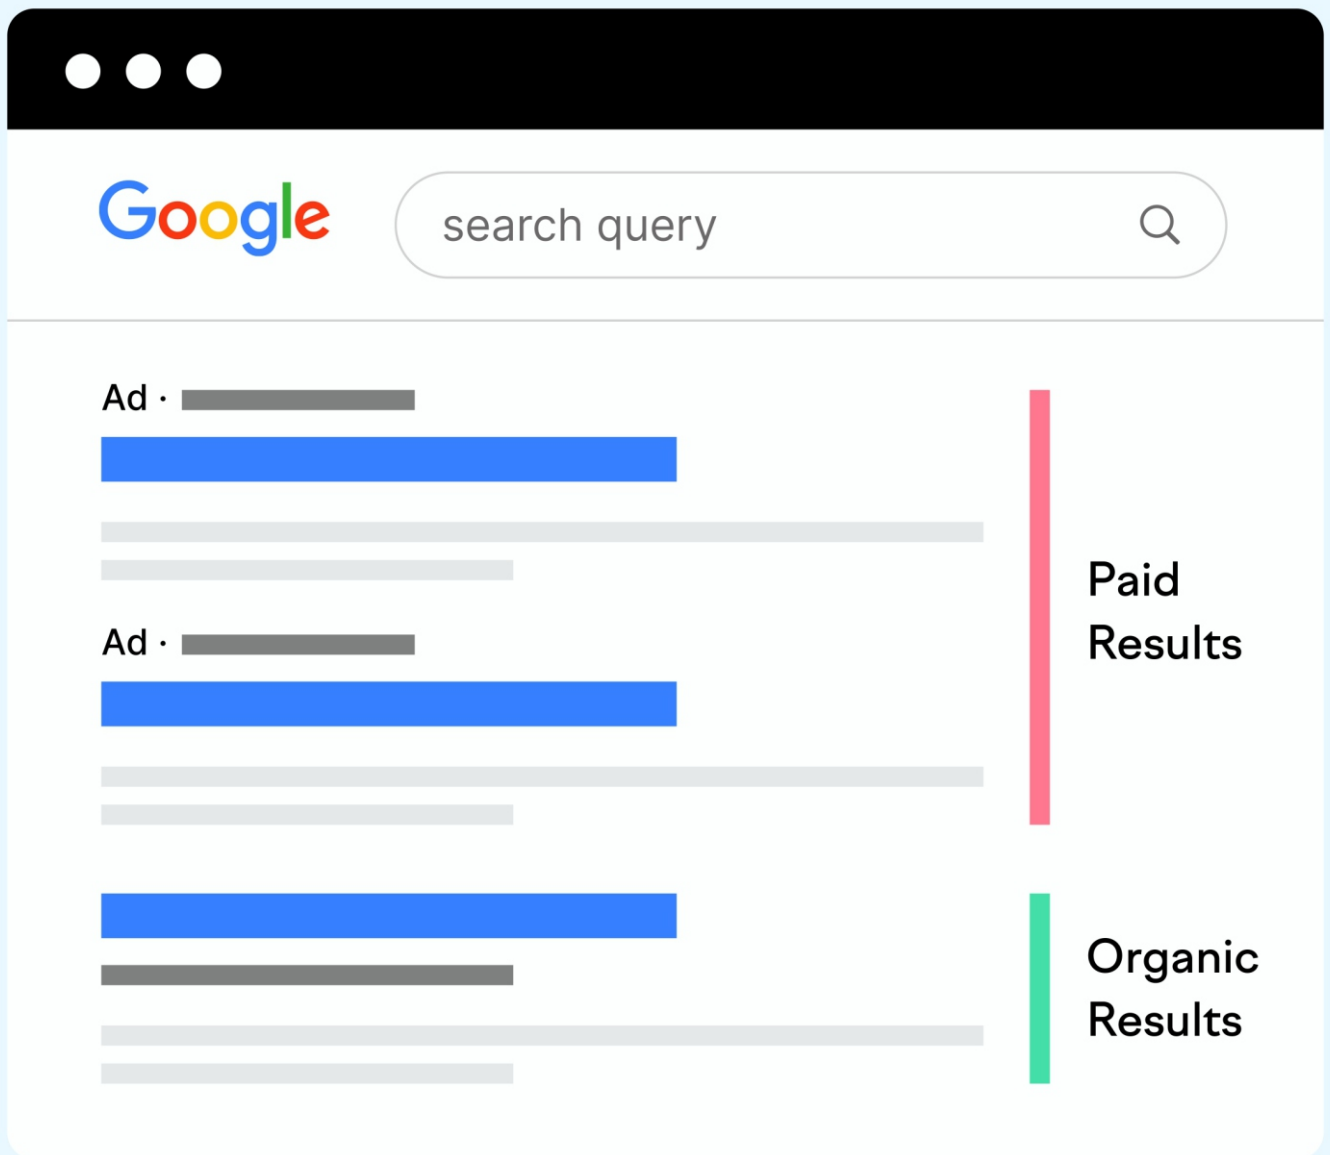 Google
search query
Ad ·
Ad ·
Paid
Results
Organic
Results